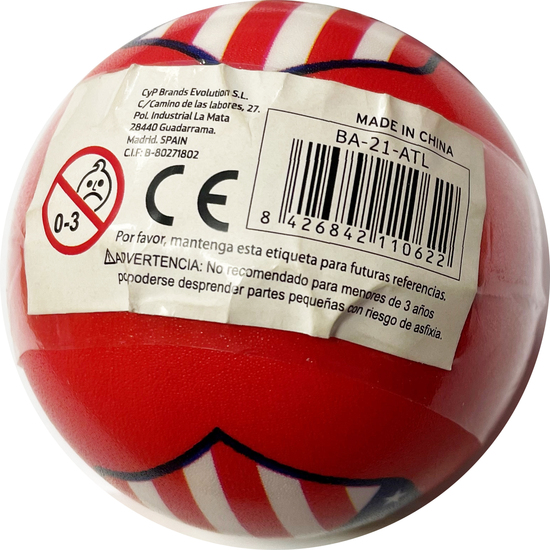 CyP Brands Evolution S.L.
C/Camino de las labores, 27.
Pol. Industrial La Mata
28440 Guadarrama.
Madrid. SPAIN
C.I.F: B-80271802
0-3
CE
MADE IN CHINA
BA-21-ATL
8 426842 110622
Por favor, mantenga esta etiqueta para futuras referencias.
⚠ADVERTENCIA: No recomendado para menores de 3 años
popoderse desprender partes pequeñas con riesgo de asfixia.